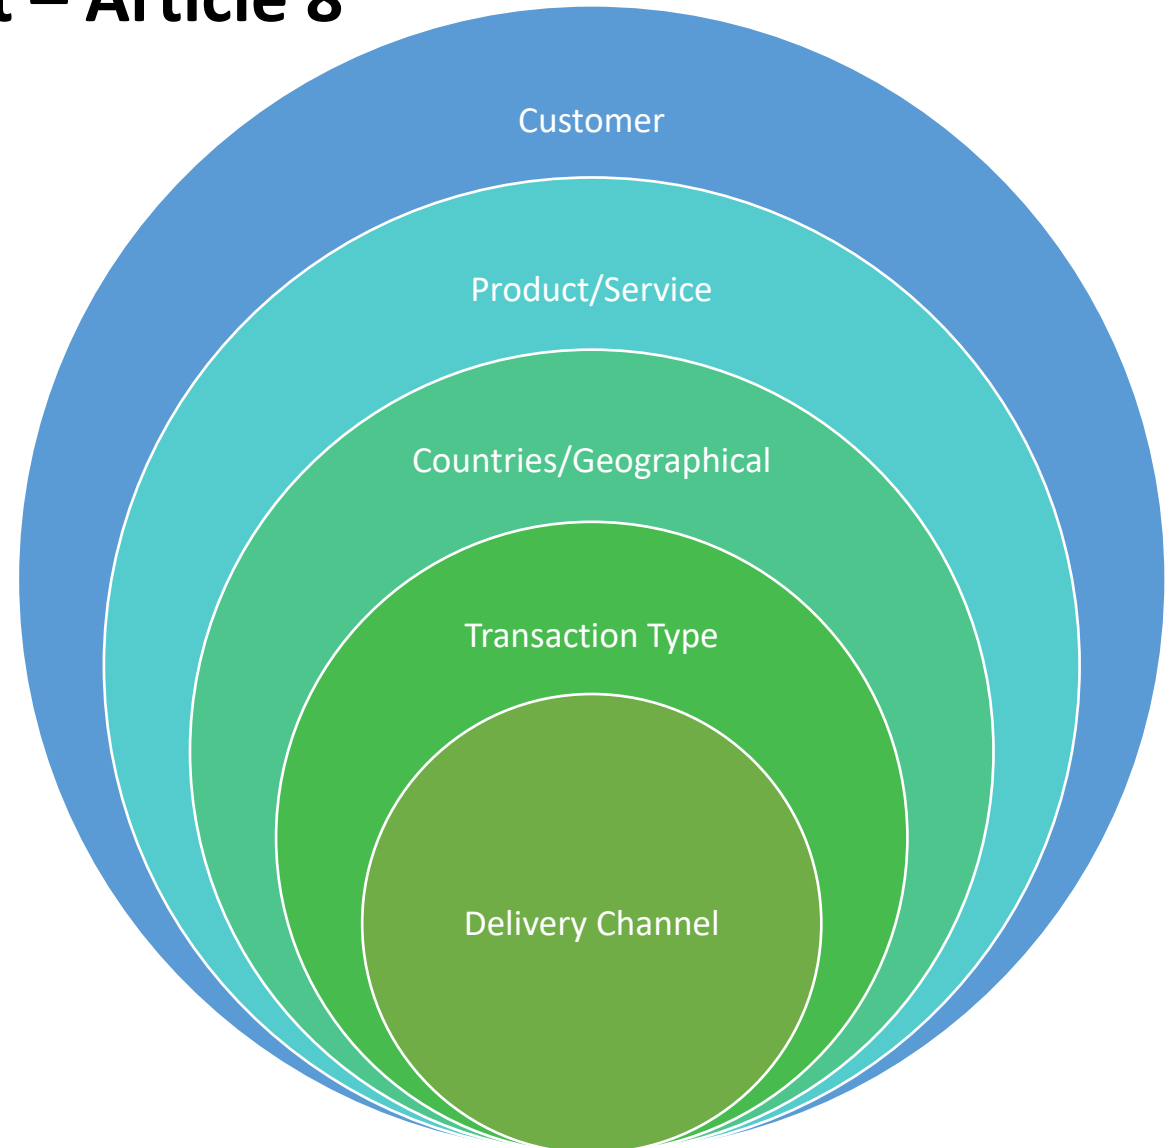 – Article 8
Customer
Product/Service
Countries/Geographical
Transaction Type
Delivery Channel